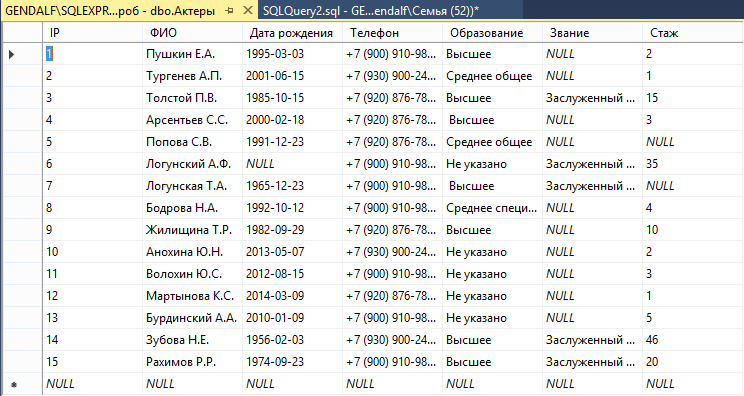 GENDALF\SQLEXPR...роб - dbo.Актеры SQLQuery2.sql - GE...endalf\Семья (52))*
IP ФИО Дата рождения Телефон Образование Звание Стаж
1 Пушкин Е.А. 1995-03-03 +7 (900) 910-98... Высшее NULL 2
2 Тургенев А.П. 2001-06-15 +7 (930) 900-24... Среднее общее NULL 1
3 Толстой П.В. 1985-10-15 +7 (920) 876-78... Высшее Заслуженный ... 15
4 Арсентьев С.С. 2000-02-18 +7 (920) 876-78... Высшее NULL 3
5 Попова С.В. 1991-12-23 +7 (920) 876-78... Среднее общее NULL NULL
6 Логунский А.Ф. NULL +7 (900) 910-98... Не указано Заслуженный ... 35
7 Логунская Т.А. 1965-12-23 +7 (900) 910-98... Высшее Заслуженный ... NULL
8 Бодрова Н.А. 1992-10-12 +7 (900) 910-98... Среднее специ... NULL 4
9 Жилищина Т.Р. 1982-09-29 +7 (920) 876-78... Высшее NULL 10
10 Анохина Ю.Н. 2013-05-07 +7 (930) 900-24... Не указано NULL 2
11 Волохин Ю.С. 2012-08-15 +7 (900) 910-98... Не указано NULL 3
12 Мартынова К.С. 2014-03-09 +7 (920) 876-78... Не указано NULL 1
13 Бурдинский А.А. 2010-01-09 +7 (900) 910-98... Не указано NULL 5
14 Зубова Н.Е. 1956-02-03 +7 (930) 900-24... Высшее Заслуженный ... 46
15 Рахимов Р.Р. 1974-09-23 +7 (900) 910-98... Высшее Заслуженный ... 20
NULL NULL NULL NULL NULL NULL NULL